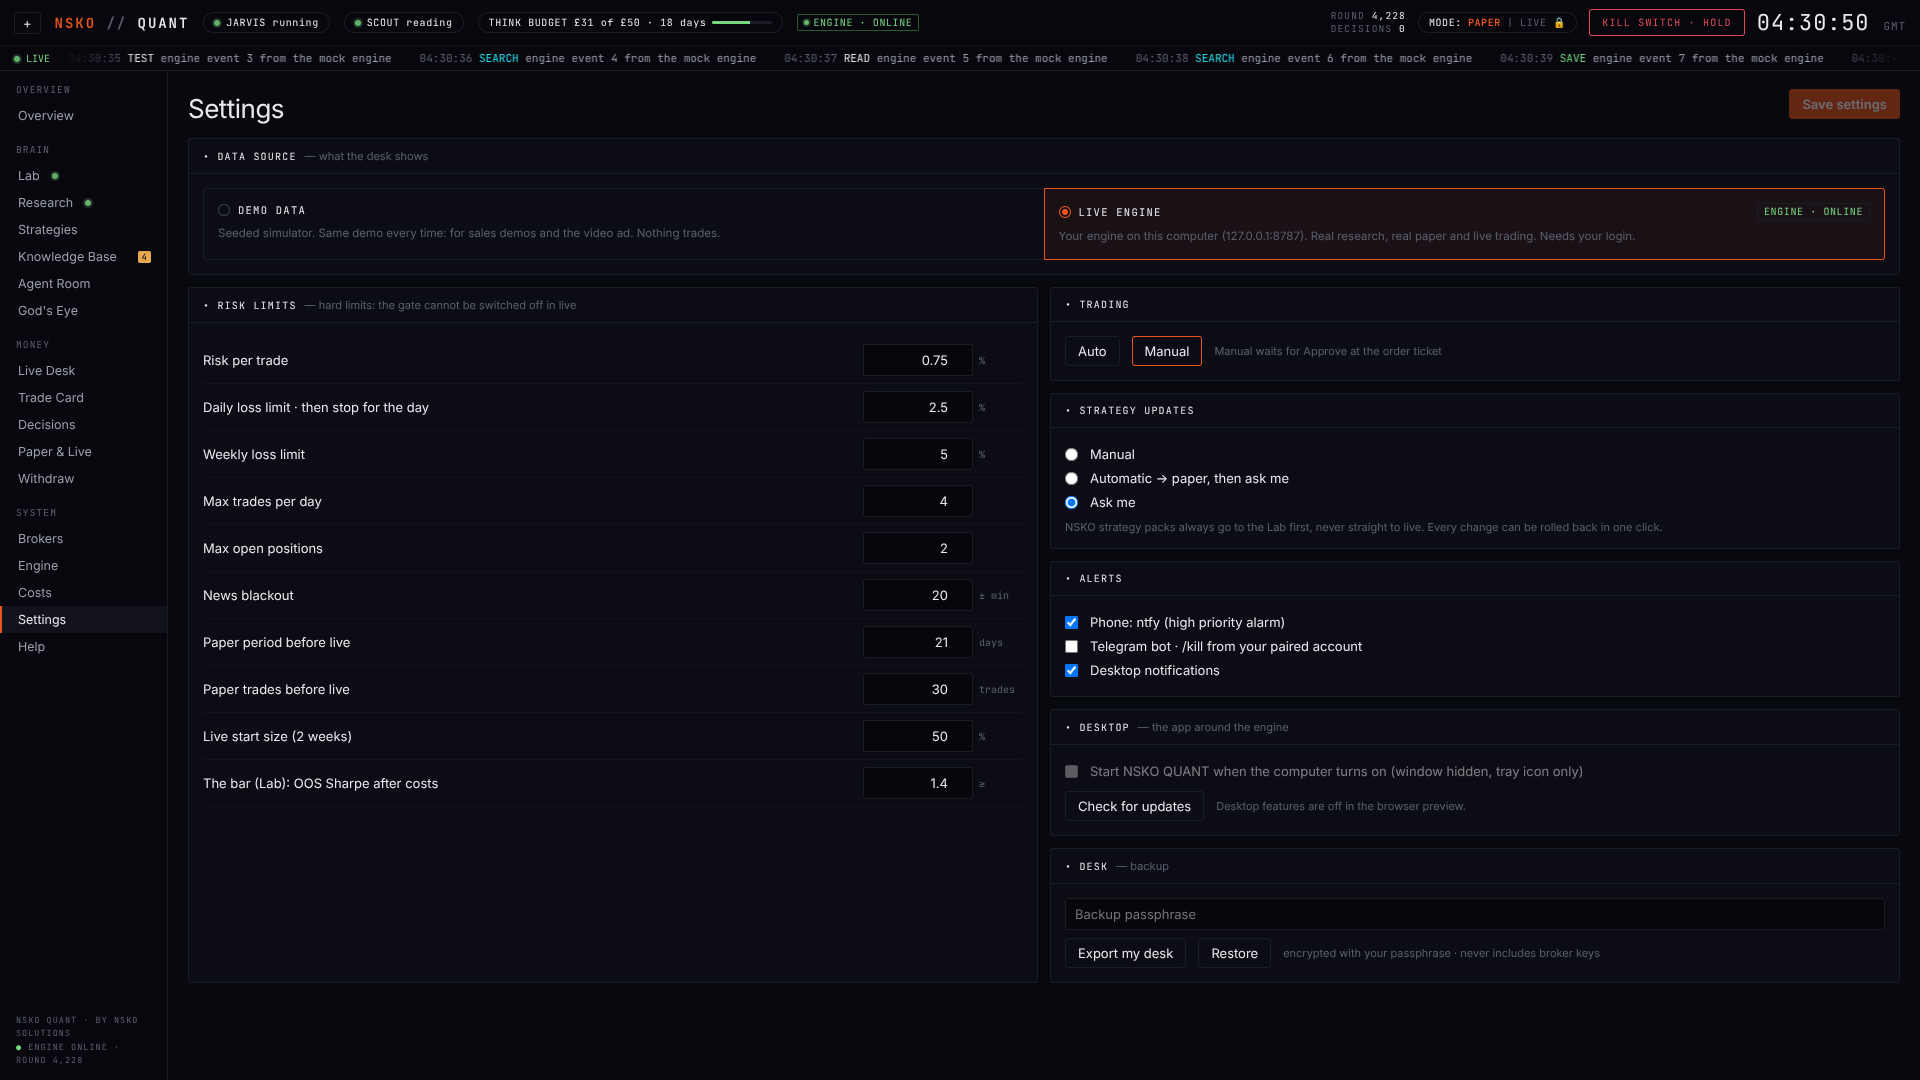 + NSKO // QUANT JARVIS running SCOUT reading THINK BUDGET £31 of £50 · 18 days ENGINE · ONLINE
ROUND 4,228
DECISIONS 0
MODE: PAPER | LIVE 🔒 KILL SWITCH · HOLD 04:30:50 GMT
LIVE 04:30:35 TEST engine event 3 from the mock engine 04:30:36 SEARCH engine event 4 from the mock engine 04:30:37 READ engine event 5 from the mock engine 04:30:38 SEARCH engine event 6 from the mock engine 04:30:39 SAVE engine event 7 from the mock engine
OVERVIEW
Overview
BRAIN
Lab
Research
Strategies
Knowledge Base 4
Agent Room
God's Eye
MONEY
Live Desk
Trade Card
Decisions
Paper & Live
Withdraw
SYSTEM
Brokers
Engine
Costs
Settings
Help
NSKO QUANT · BY NSKO
SOLUTIONS
ENGINE ONLINE ·
ROUND 4,228
Settings
Save settings
• DATA SOURCE — what the desk shows
DEMO DATA
Seeded simulator. Same demo every time: for sales demos and the video ad. Nothing trades.
LIVE ENGINE
ENGINE · ONLINE
Your engine on this computer (127.0.0.1:8787). Real research, real paper and live trading. Needs your login.
• RISK LIMITS — hard limits: the gate cannot be switched off in live
Risk per trade 0.75 %
Daily loss limit · then stop for the day 2.5 %
Weekly loss limit 5 %
Max trades per day 4
Max open positions 2
News blackout 20 ± min
Paper period before live 21 days
Paper trades before live 30 trades
Live start size (2 weeks) 50 %
The bar (Lab): OOS Sharpe after costs 1.4 ≥
• TRADING
Auto Manual Manual waits for Approve at the order ticket
• STRATEGY UPDATES
Manual
Automatic → paper, then ask me
Ask me
NSKO strategy packs always go to the Lab first, never straight to live. Every change can be rolled back in one click.
• ALERTS
Phone: ntfy (high priority alarm)
Telegram bot · /kill from your paired account
Desktop notifications
• DESKTOP — the app around the engine
Start NSKO QUANT when the computer turns on (window hidden, tray icon only)
Check for updates Desktop features are off in the browser preview.
• DESK — backup
Backup passphrase
Export my desk Restore encrypted with your passphrase · never includes broker keys